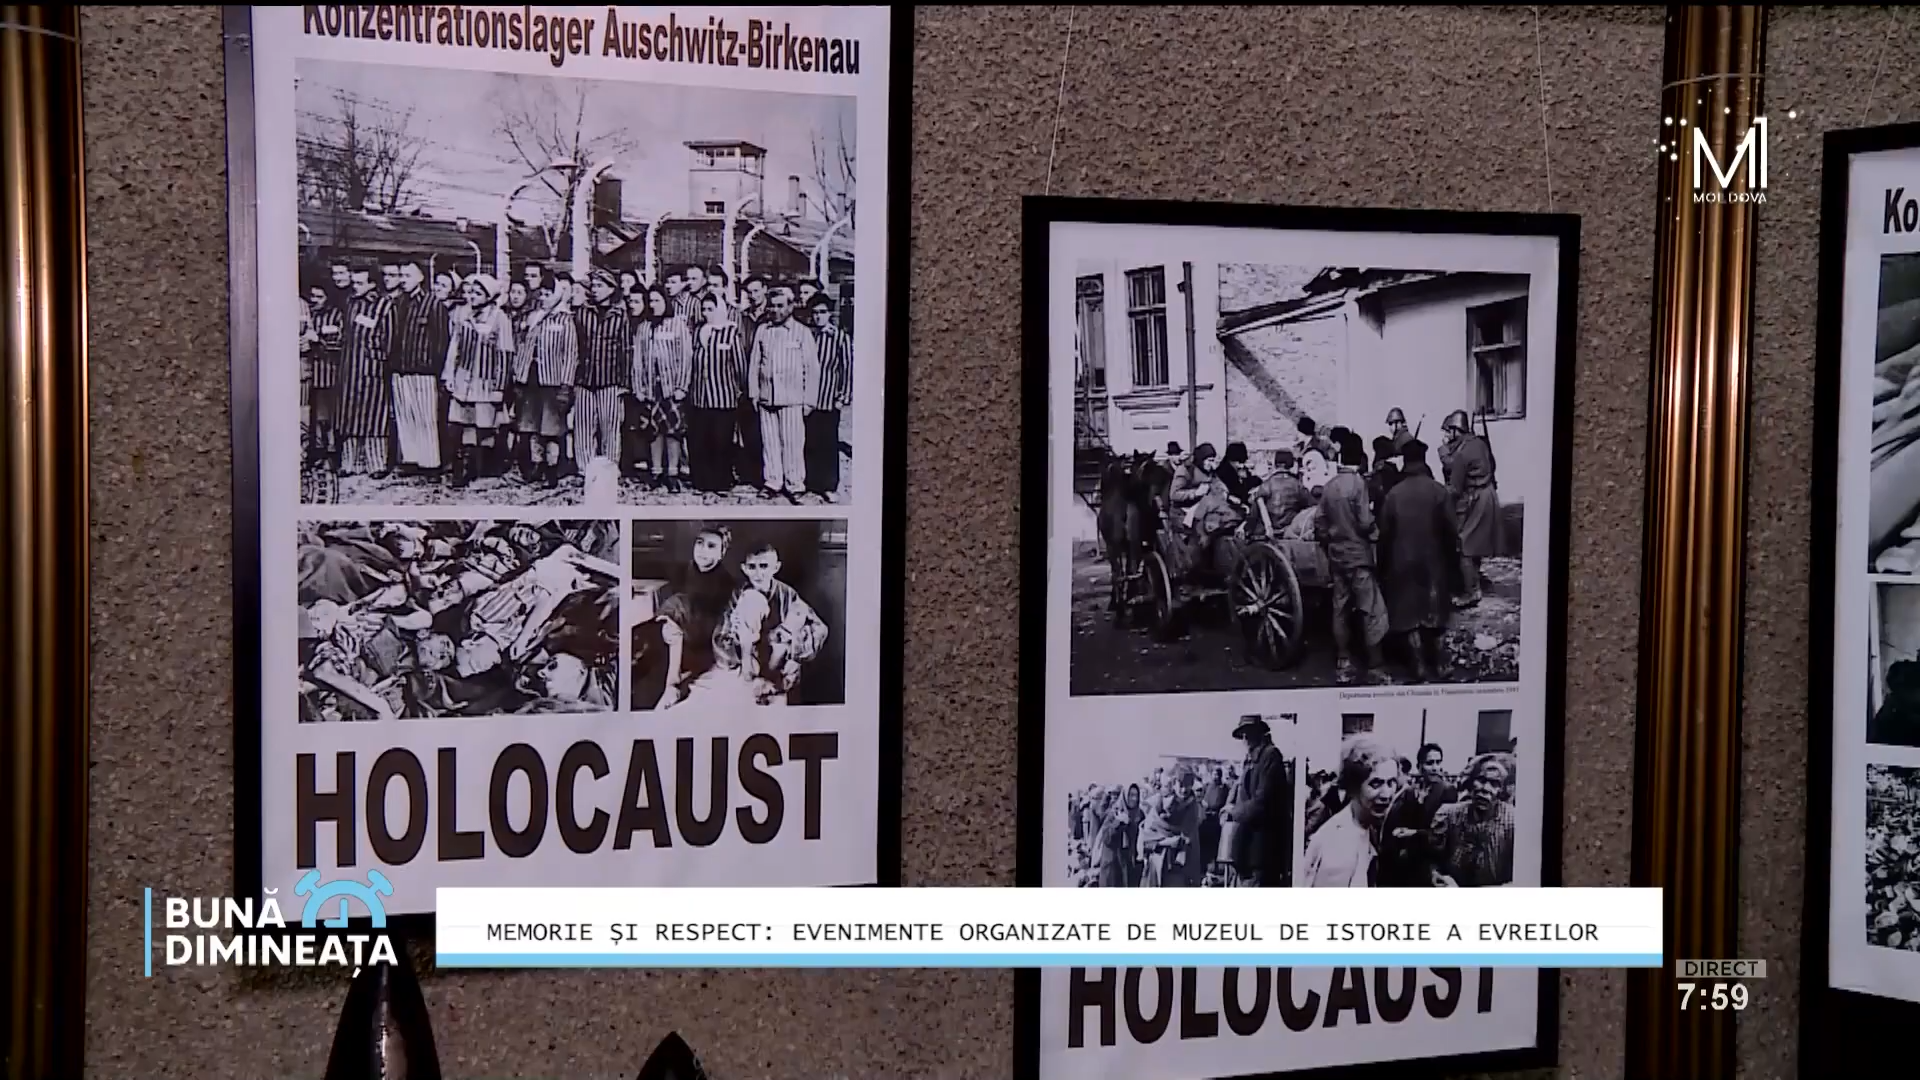 Konzentrationslager Auschwitz-Birkenau
HOLOCAUST
M1
MOLDOVA
Ko
HOLOCAUST
BUNĂ
DIMINEAȚA
MEMORIE ȘI RESPECT: EVENIMENTE ORGANIZATE DE MUZEUL DE ISTORIE A EVREILOR
DIRECT
7:59